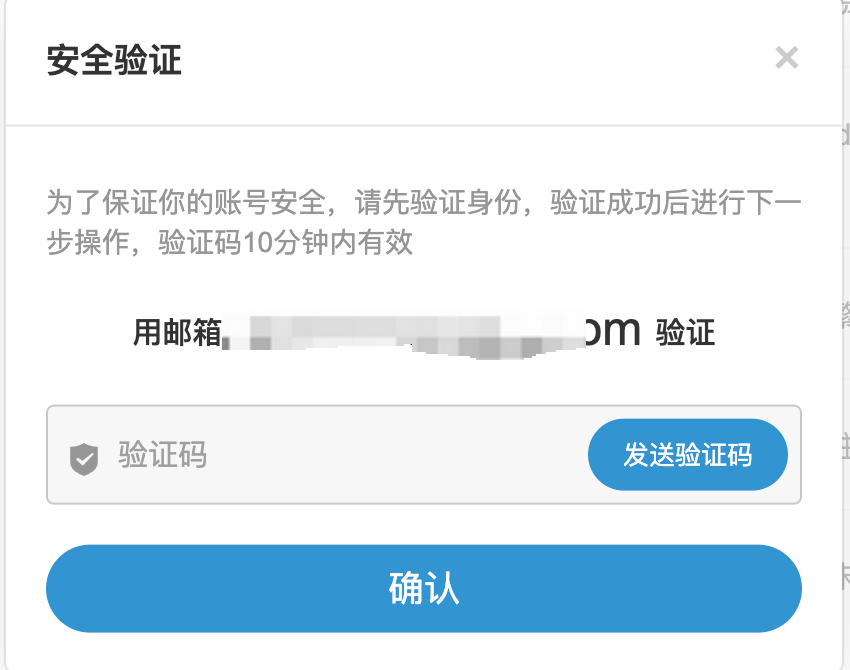 安全验证
为了保证你的账号安全，请先验证身份，验证成功后进行下一
步操作，验证码10分钟内有效
用邮箱 om 验证
验证码
发送验证码
确认